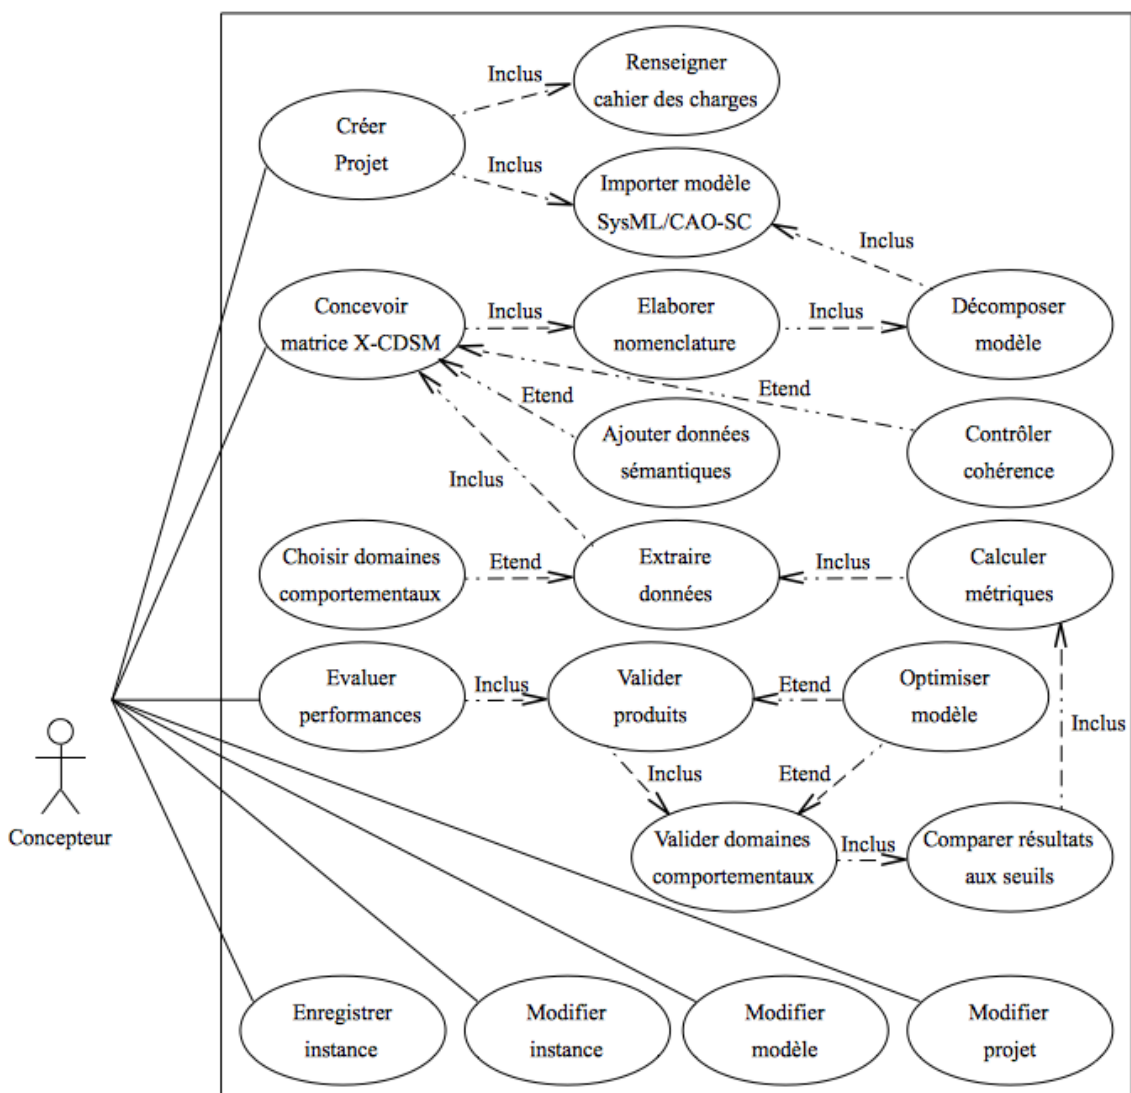 Inclus
Renseigner
cahier des charges
Créer
Projet
Inclus
Importer modèle
SysML/CAO-SC
Inclus
Concevoir
matrice X-CDSM
Inclus
Elaborer
nomenclature
Inclus
Décomposer
modèle
Etend
Etend
Ajouter données
sémantiques
Contrôler
cohérence
Inclus
Choisir domaines
comportementaux
Etend
Extraire
données
Inclus
Calculer
métriques
Evaluer
performances
Inclus
Valider
produits
Etend
Optimiser
modèle
Inclus
Inclus
Etend
Concepteur
Valider domaines
comportementaux
Inclus
Comparer résultats
aux seuils
Enregistrer
instance
Modifier
instance
Modifier
modèle
Modifier
projet